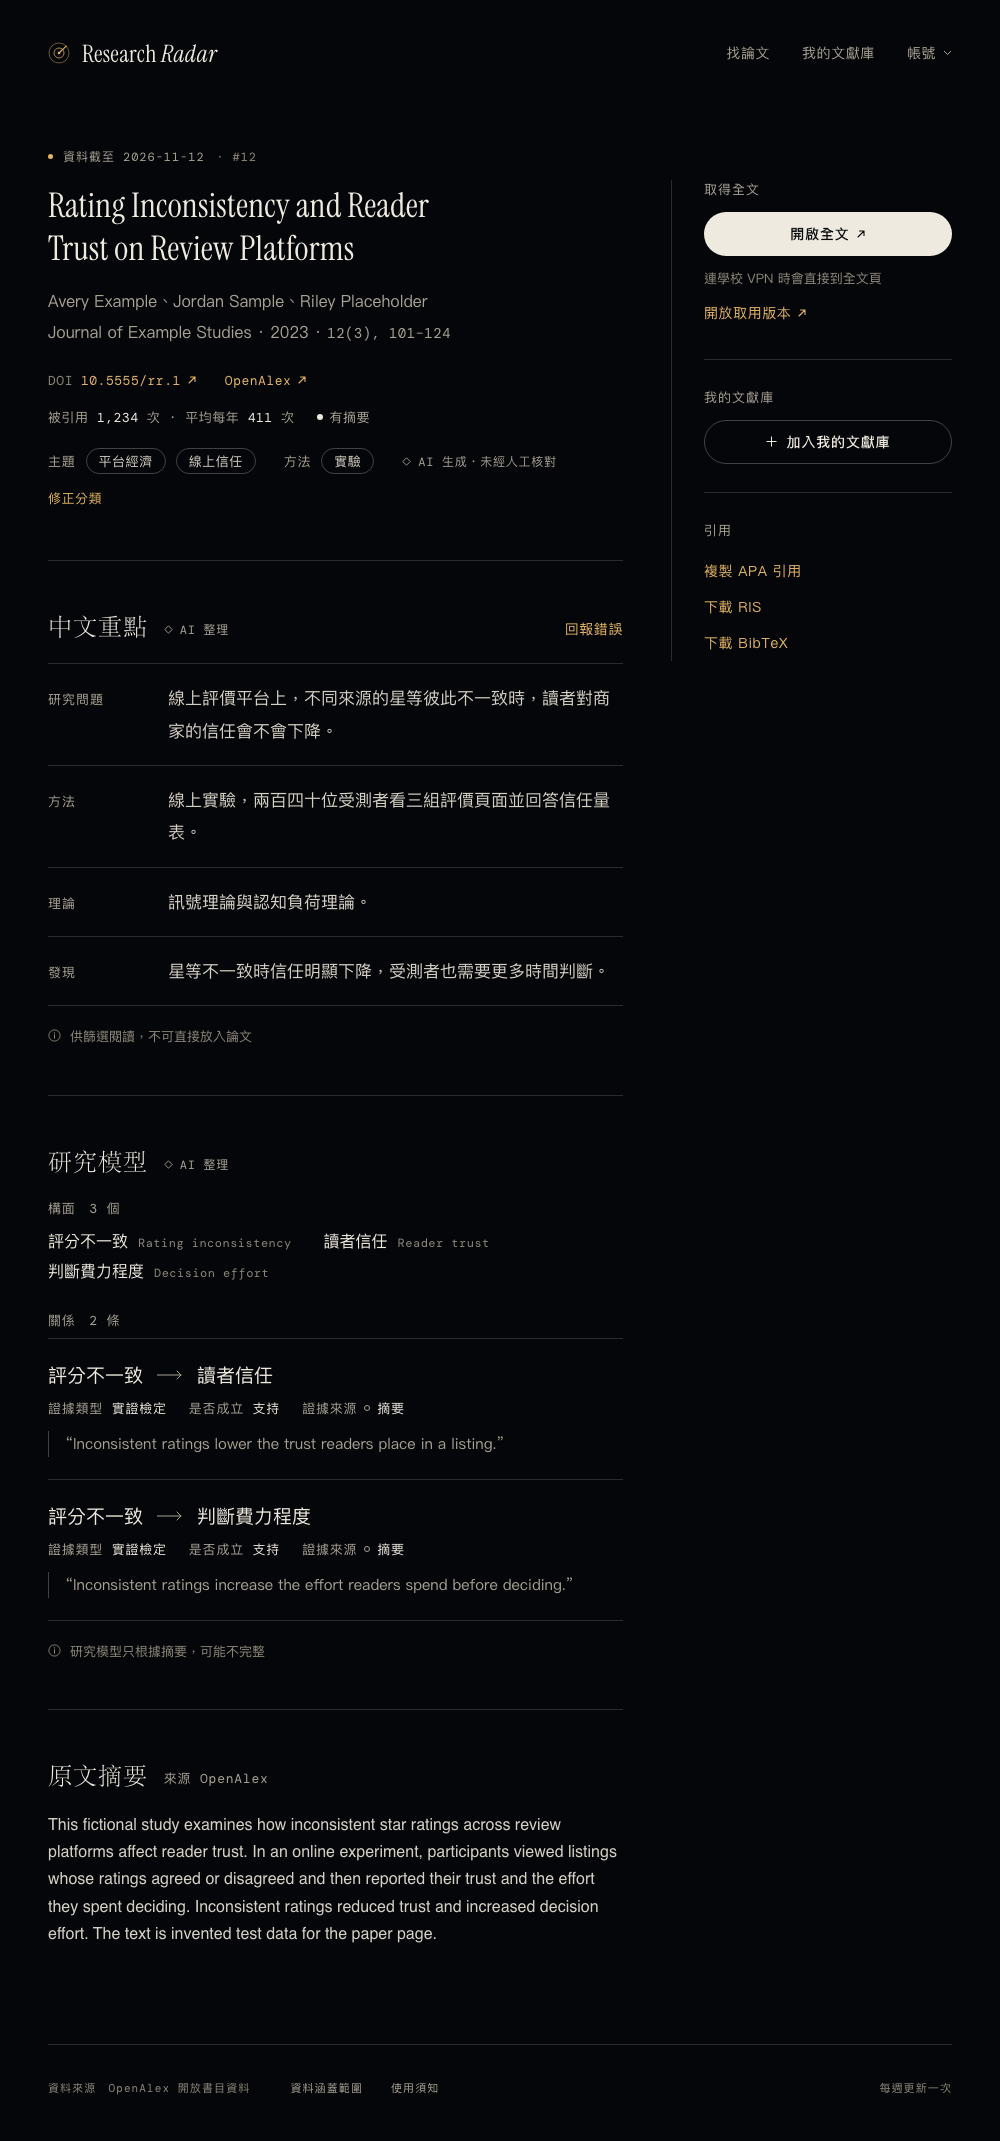 Research Radar
找論文 我的文獻庫 帳號
資料截至 2026-11-12 · #12
Rating Inconsistency and Reader
Trust on Review Platforms
Avery Example、Jordan Sample、Riley Placeholder
Journal of Example Studies · 2023 · 12(3), 101–124
DOI 10.5555/rr.1 ↗ OpenAlex ↗
被引用 1,234 次 · 平均每年 411 次 有摘要
主題 平台經濟 線上信任 方法 實驗 ◇ AI 生成·未經人工核對
修正分類
取得全文
開啟全文 ↗
連學校 VPN 時會直接到全文頁
開放取用版本 ↗
我的文獻庫
+ 加入我的文獻庫
引用
複製 APA 引用
下載 RIS
下載 BibTeX
中文重點 ◇ AI 整理 回報錯誤
研究問題 線上評價平台上，不同來源的星等彼此不一致時，讀者對商
家的信任會不會下降。
方法 線上實驗，兩百四十位受測者看三組評價頁面並回答信任量
表。
理論 訊號理論與認知負荷理論。
發現 星等不一致時信任明顯下降，受測者也需要更多時間判斷。
ⓘ 供篩選閱讀，不可直接放入論文
研究模型 ◇ AI 整理
構面 3 個
評分不一致 Rating inconsistency 讀者信任 Reader trust
判斷費力程度 Decision effort
關係 2 條
評分不一致 → 讀者信任
證據類型 實證檢定 是否成立 支持 證據來源 ○ 摘要
“Inconsistent ratings lower the trust readers place in a listing.”
評分不一致 → 判斷費力程度
證據類型 實證檢定 是否成立 支持 證據來源 ○ 摘要
“Inconsistent ratings increase the effort readers spend before deciding.”
ⓘ 研究模型只根據摘要，可能不完整
原文摘要 來源 OpenAlex
This fictional study examines how inconsistent star ratings across review
platforms affect reader trust. In an online experiment, participants viewed listings
whose ratings agreed or disagreed and then reported their trust and the effort
they spent deciding. Inconsistent ratings reduced trust and increased decision
effort. The text is invented test data for the paper page.
資料來源 OpenAlex 開放書目資料 資料涵蓋範圍 使用須知 每週更新一次